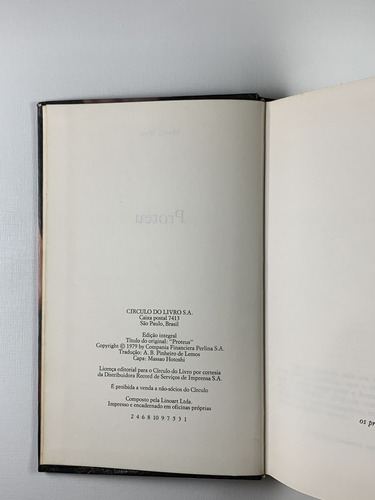 CÍRCULO DO LIVRO S.A.
Caixa postal 7413
São Paulo, Brasil
Edição integral
Título do original: "Proteus"
Copyright © 1979 by Compania Financiera Perlina S.A.
Tradução: A. B. Pinheiro de Lemos
Capa: Massao Hotoshi
Licença editorial para o Círculo do Livro por cortesia
da Distribuidora Record de Serviços de Imprensa S.A.
É proibida a venda a não-sócios do Círculo
Composto pela Linoart Ltda.
Impresso e encadernado em oficinas próprias
2 4 6 8 10 9 7 5 3 1
Proteu
os pr